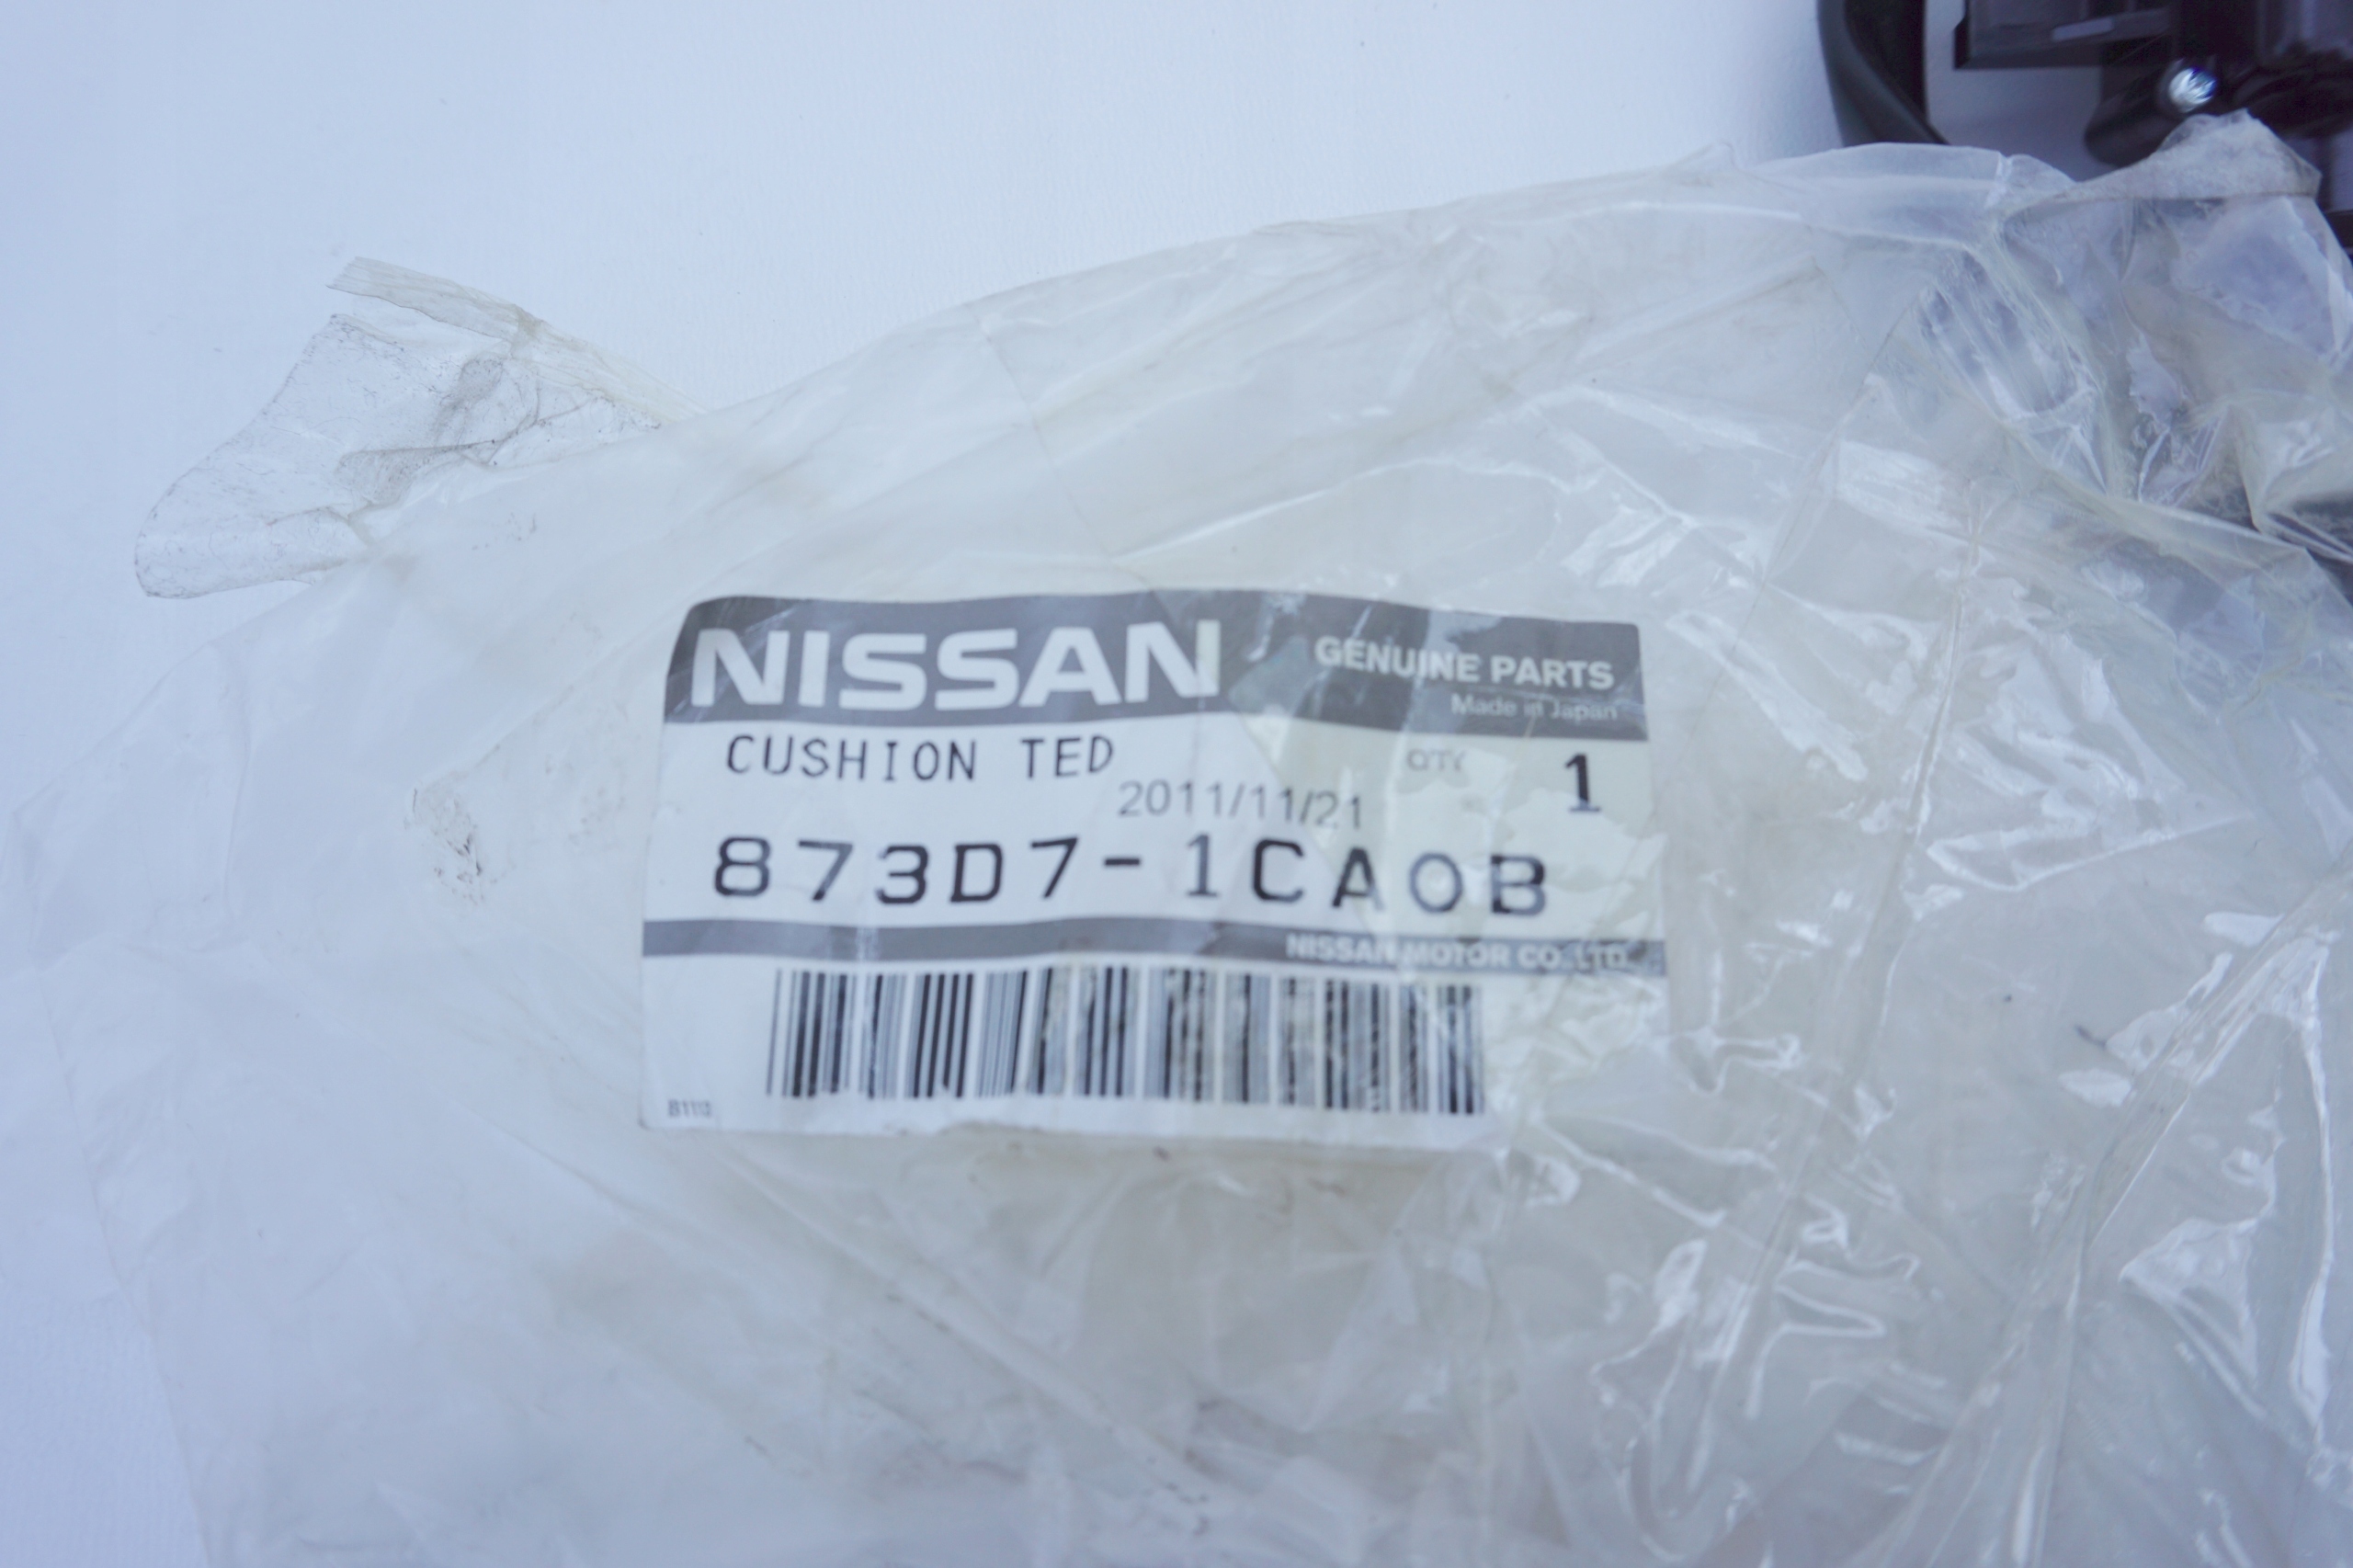 NISSAN GENUINE PARTS
Made in Japan
CUSHION TED QTY 1
2011/11/21
873D7-1CA0B
NISSAN MOTOR CO.,LTD.